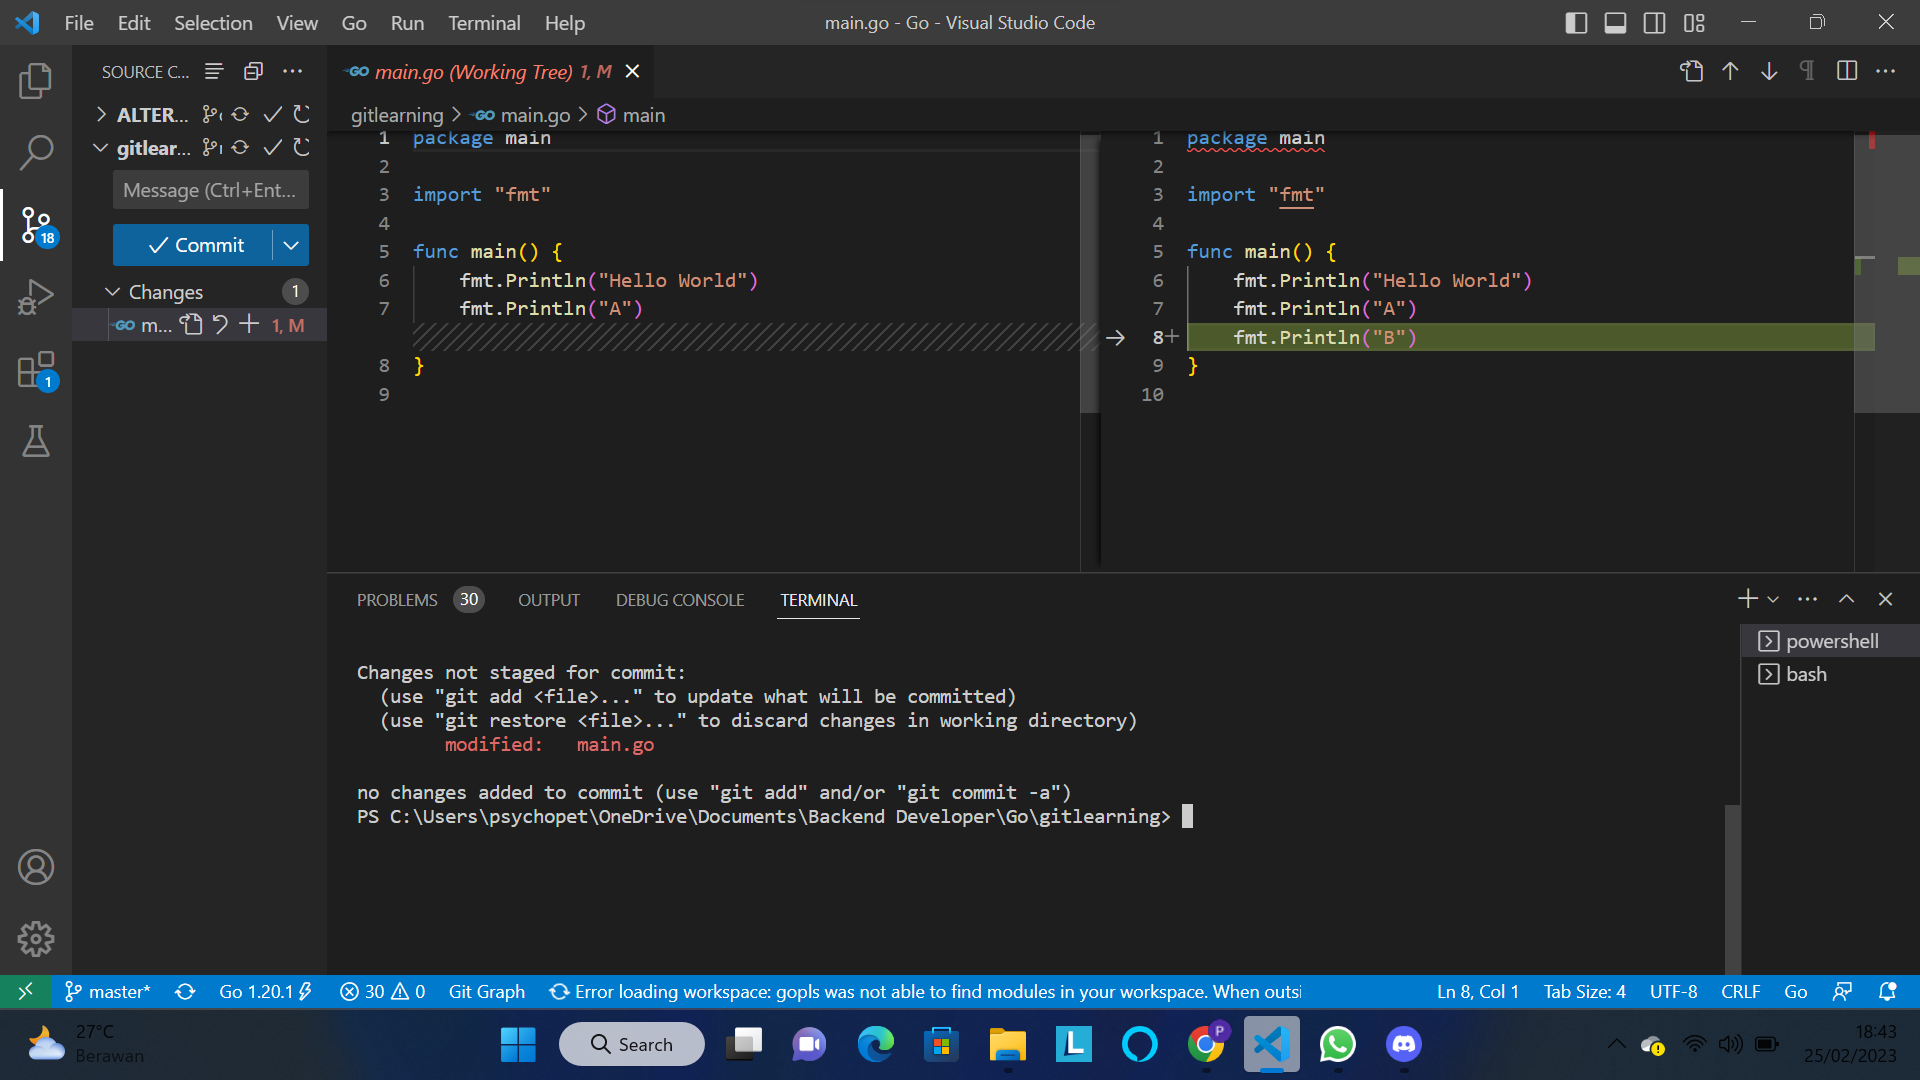 File Edit Selection View Go Run Terminal Help
main.go - Go - Visual Studio Code
SOURCE C...
main.go (Working Tree) 1, M
ALTER...
gitlear...
gitlearning > main.go > main
Message (Ctrl+Ent...
Commit
Changes 1
m... 1, M
18
1
1 package main
2
3 import "fmt"
4
5 func main() {
6 fmt.Println("Hello World")
7 fmt.Println("A")
8 }
9
1 package main
2
3 import "fmt"
4
5 func main() {
6 fmt.Println("Hello World")
7 fmt.Println("A")
8+ fmt.Println("B")
9 }
10
PROBLEMS 30 OUTPUT DEBUG CONSOLE TERMINAL
powershell
bash
Changes not staged for commit:
(use "git add <file>..." to update what will be committed)
(use "git restore <file>..." to discard changes in working directory)
modified: main.go
no changes added to commit (use "git add" and/or "git commit -a")
PS C:\Users\psychopet\OneDrive\Documents\Backend Developer\Go\gitlearning>
master* Go 1.20.1 30 0 Git Graph Error loading workspace: gopls was not able to find modules in your workspace. When outsi Ln 8, Col 1 Tab Size: 4 UTF-8 CRLF Go
27°C
Berawan
Search
P
L
18:43
25/02/2023